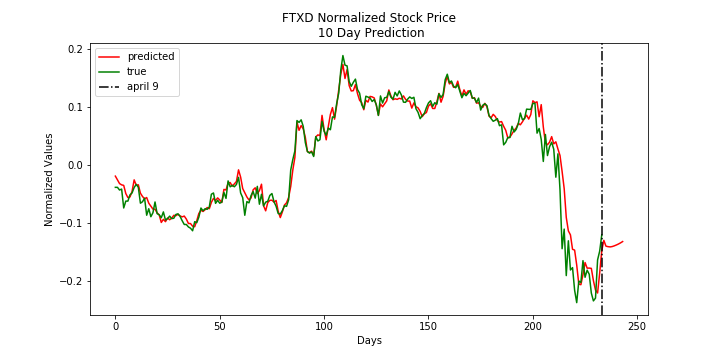 FTXD Normalized Stock Price
10 Day Prediction
predicted
true
april 9
Normalized Values
0.2
0.1
0.0
−0.1
−0.2
0
50
100
150
200
250
Days